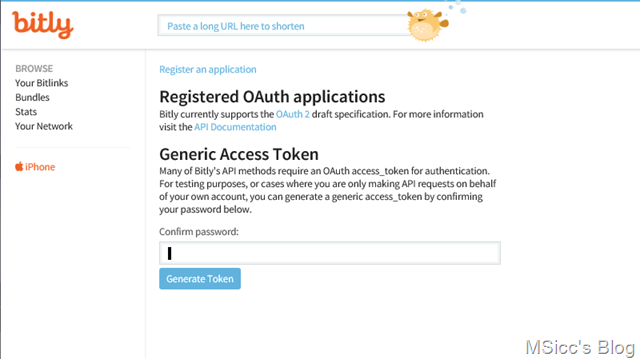 bitly
Paste a long URL here to shorten
BROWSE
Your Bitlinks
Bundles
Stats
Your Network
iPhone
Register an application
Registered OAuth applications
Bitly currently supports the OAuth 2 draft specification. For more information
visit the API Documentation
Generic Access Token
Many of Bitly's API methods require an OAuth access_token for authentication.
For testing purposes, or cases where you are only making API requests on behalf
of your own account, you can generate a generic access_token by confirming
your password below.
Confirm password:
Generate Token
MSicc's Blog